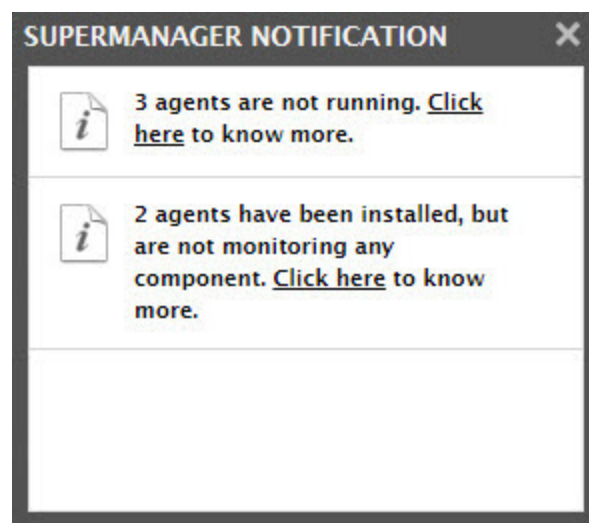 SUPERMANAGER NOTIFICATION
3 agents are not running. Click
here to know more.
2 agents have been installed, but
are not monitoring any
component. Click here to know
more.